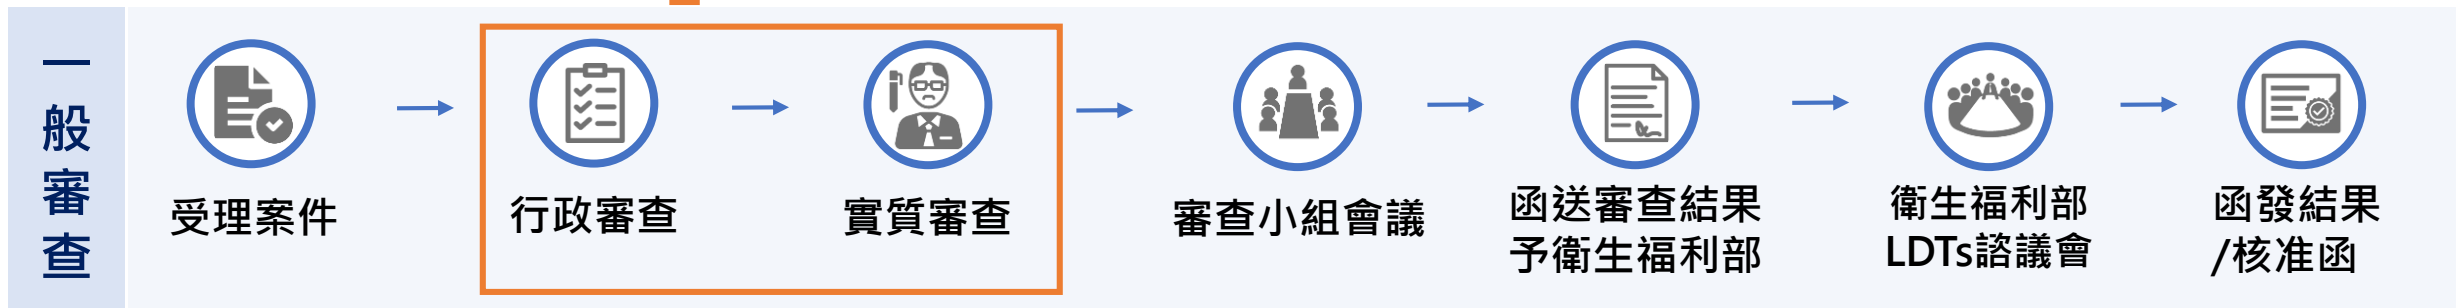 一般審查
受理案件
行政審查
實質審查
審查小組會議
函送審查結果
予衛生福利部
衛生福利部
LDTs諮議會
函發結果
/核准函